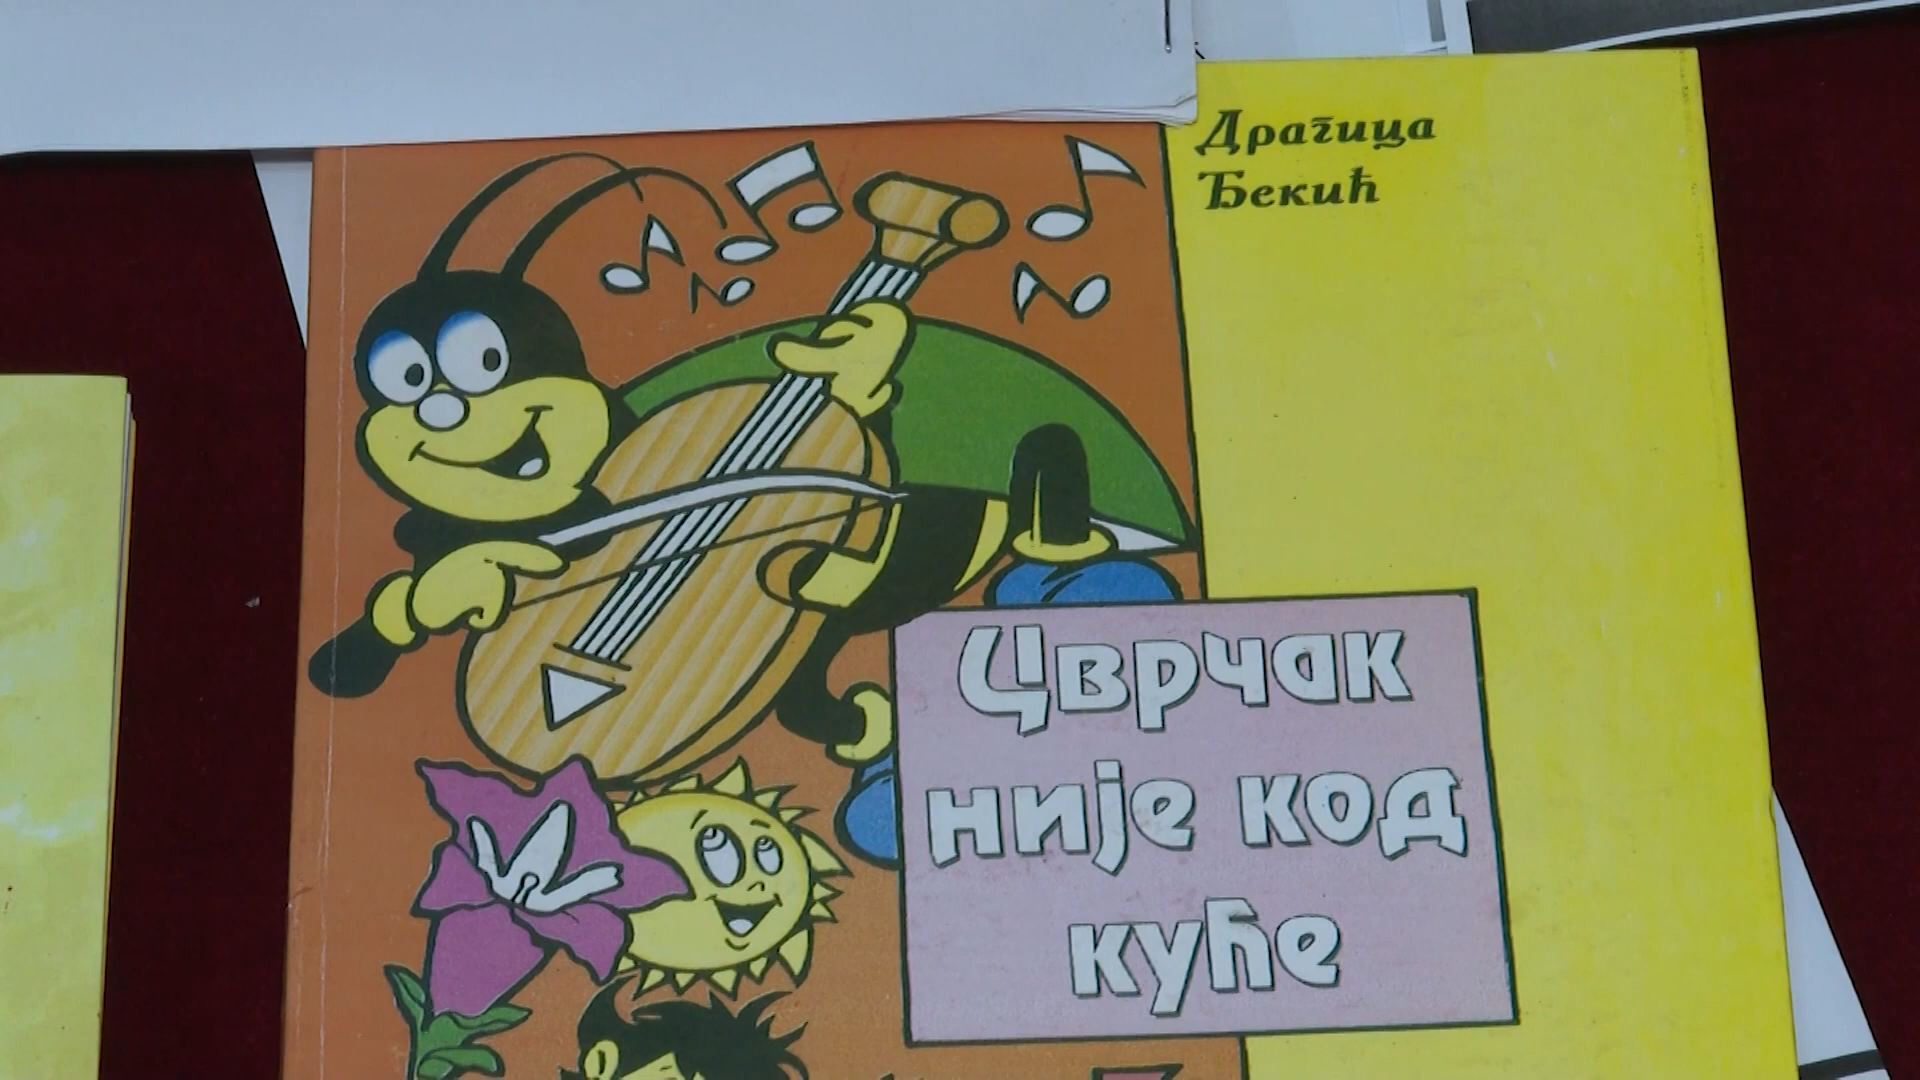 Драгица
Ђекић
Цврчак
није код
куће